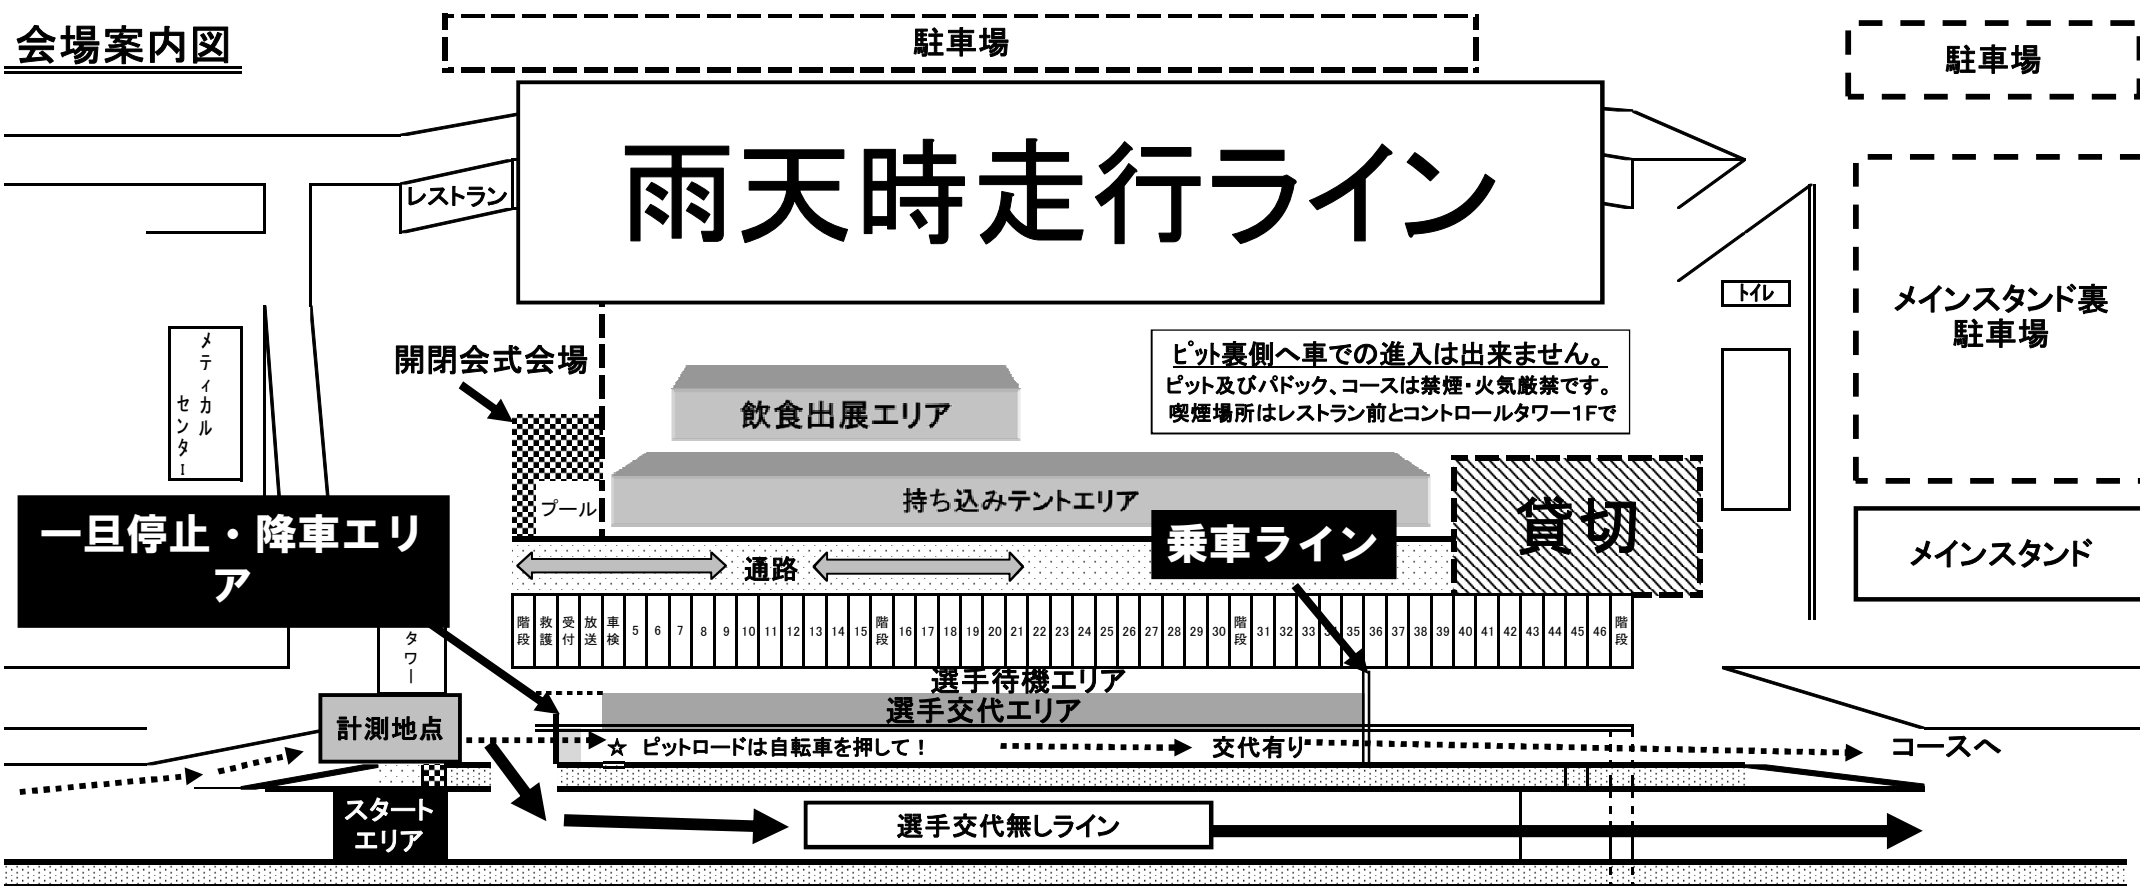 会場案内図
駐車場
駐車場
雨天時走行ライン
レストラン
トイレ
メインスタンド裏
駐車場
メディカル
センターI
開閉会式会場
ピット裏側へ車での進入は出来ません。
ピット及びパドック、コースは禁煙・火気厳禁です。
喫煙場所はレストラン前とコントロールタワー1Fで
飲食出展エリア
持ち込みテントエリア
プール
貸切
一旦停止・降車エリ
ア
乗車ライン
メインスタンド
通路
階段 救護 受付 放送 車検 5 6 7 8 9 10 11 12 13 14 15 階段 16 17 18 19 20 21 22 23 24 25 26 27 28 29 30 階段 31 32 33 34 35 36 37 38 39 40 41 42 43 44 45 46 階段
タワー
選手待機エリア
選手交代エリア
計測地点
☆ ピットロードは自転車を押して！
交代有り
コースへ
スタート
エリア
選手交代無しライン